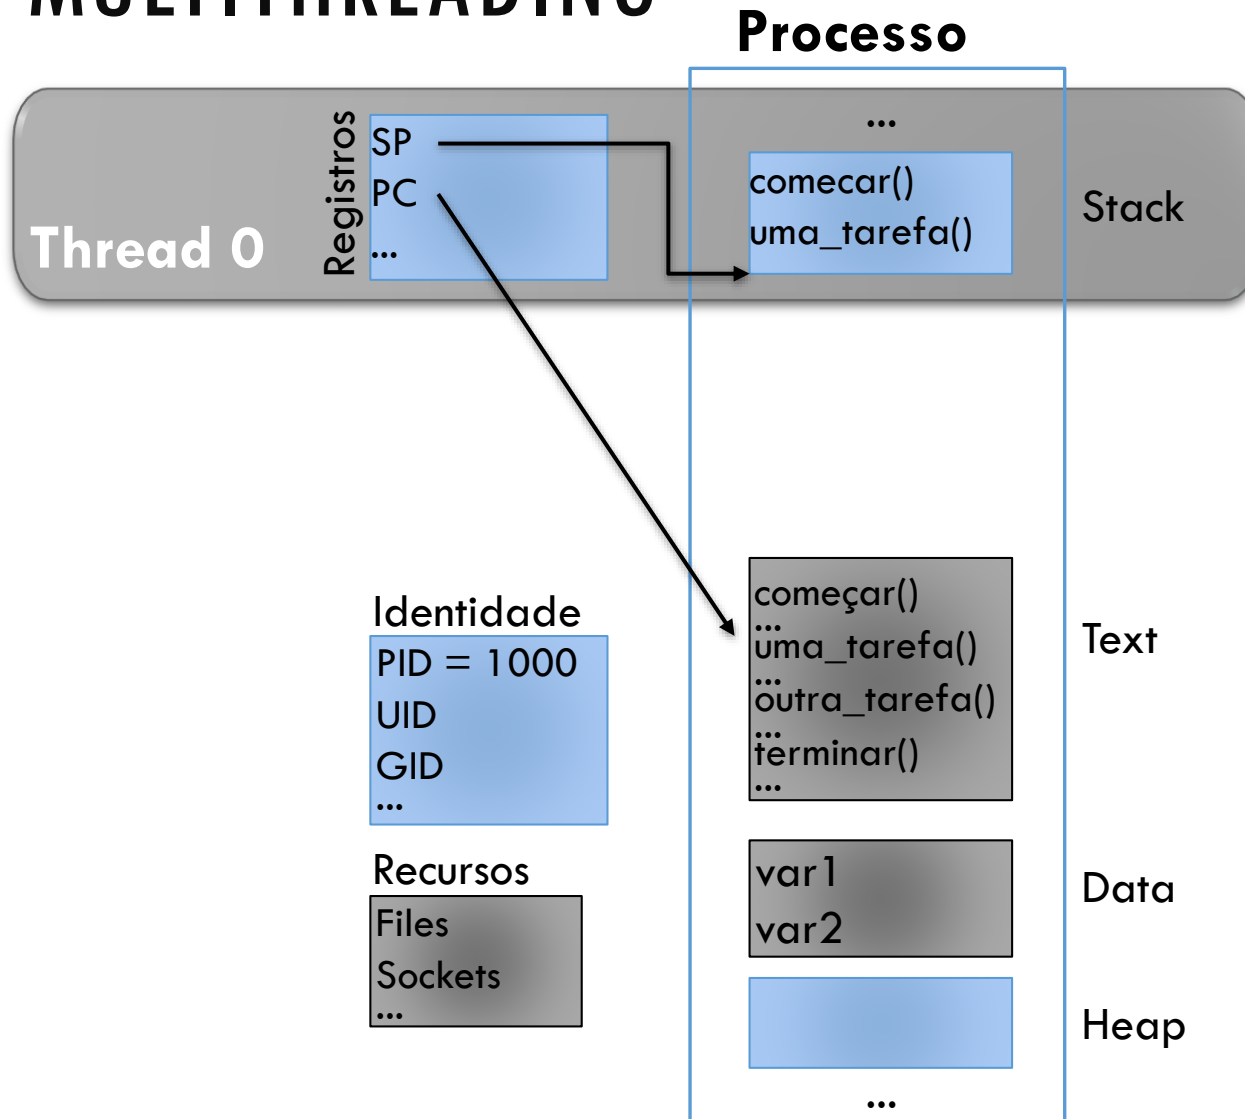 MULTITHREADING
Processo
Thread 0
Registros
SP
PC
...
...
comecar()
uma_tarefa()
Stack
Identidade
PID = 1000
UID
GID
...
Recursos
Files
Sockets
...
começar()
...
uma_tarefa()
...
outra_tarefa()
...
terminar()
...
Text
var1
var2
Data
Heap
...